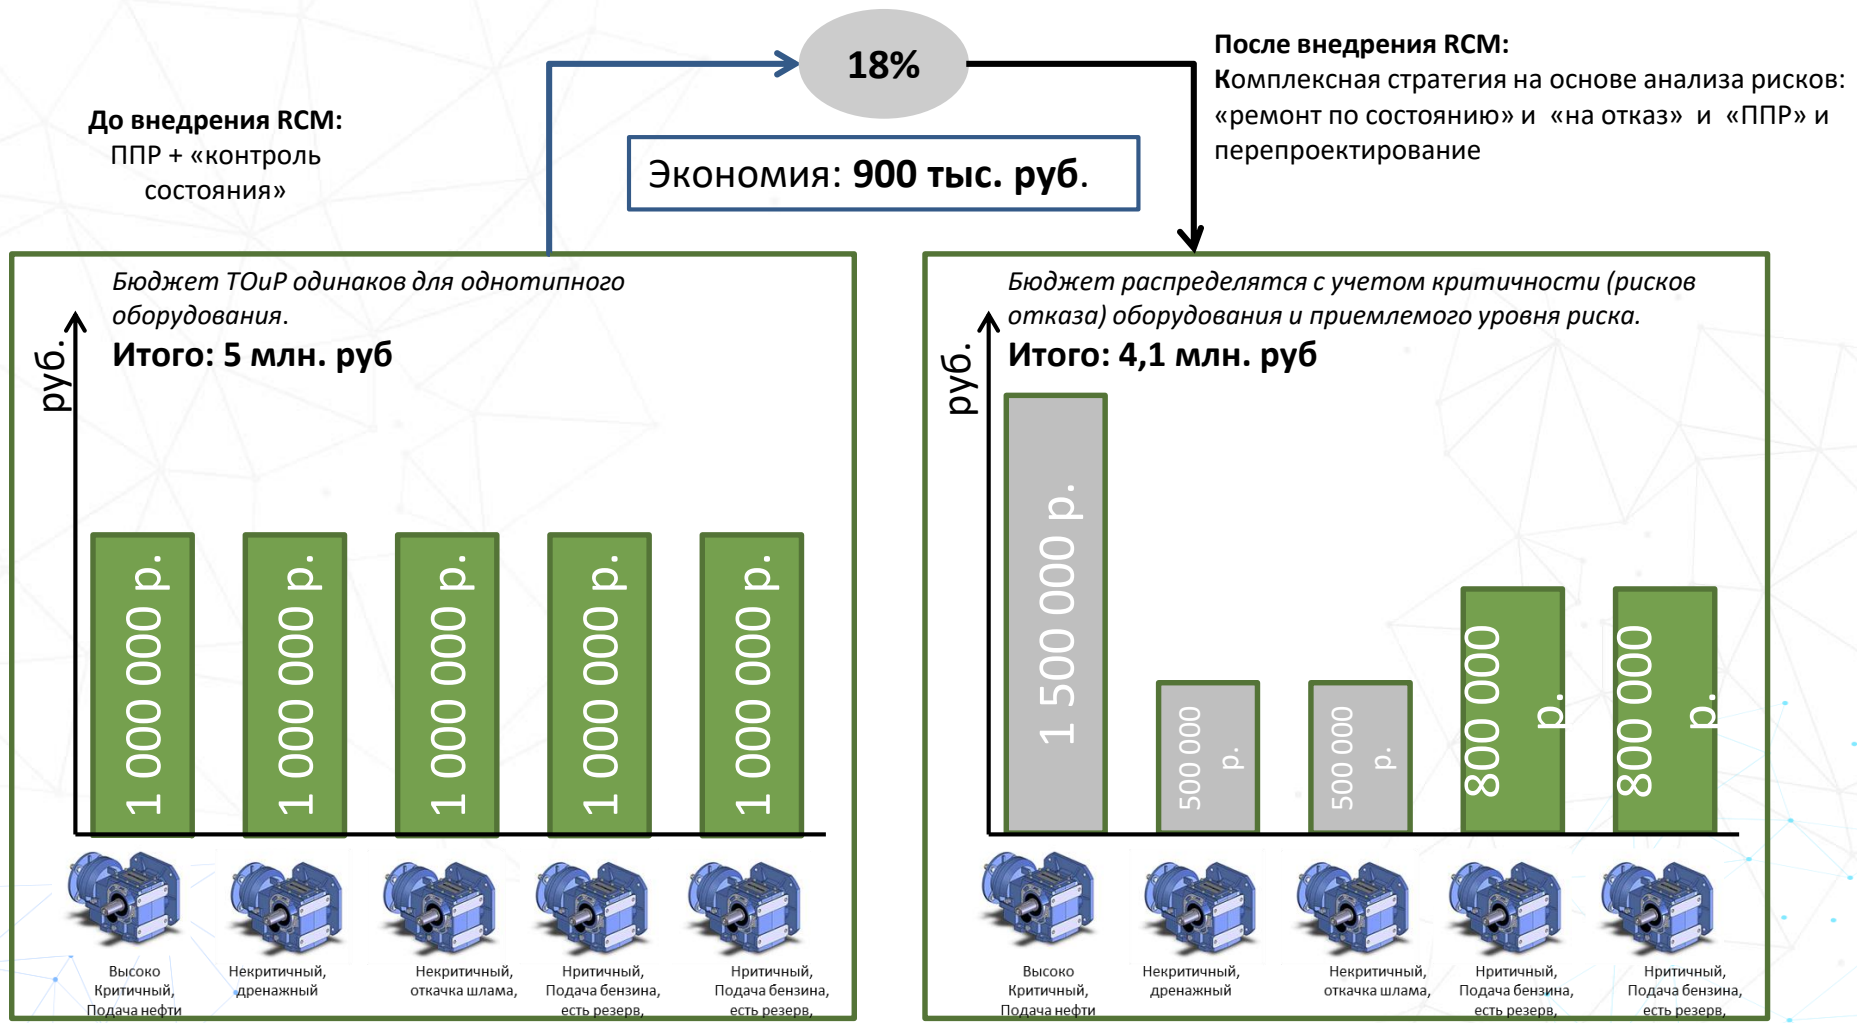 18%
До внедрения RCM:
ППР + «контроль
состояния»
Экономия: 900 тыс. руб.
После внедрения RCM:
Комплексная стратегия на основе анализа рисков:
«ремонт по состоянию» и «на отказ» и «ППР» и
перепроектирование
Бюджет ТОиР одинаков для однотипного
оборудования.
Итого: 5 млн. руб
руб.
1 000 000 р.
1 000 000 р.
1 000 000 р.
1 000 000 р.
1 000 000 р.
Высоко
Критичный,
Подача нефти
Некритичный,
дренажный
Некритичный,
откачка шлама,
Нритичный,
Подача бензина,
есть резерв,
Нритичный,
Подача бензина,
есть резерв,
Бюджет распределятся с учетом критичности (рисков
отказа) оборудования и приемлемого уровня риска.
Итого: 4,1 млн. руб
руб.
1 500 000 р.
500 000
р.
500 000
р.
800 000
р.
800 000
р.
Высоко
Критичный,
Подача нефти
Некритичный,
дренажный
Некритичный,
откачка шлама,
Нритичный,
Подача бензина,
есть резерв,
Нритичный,
Подача бензина,
есть резерв,